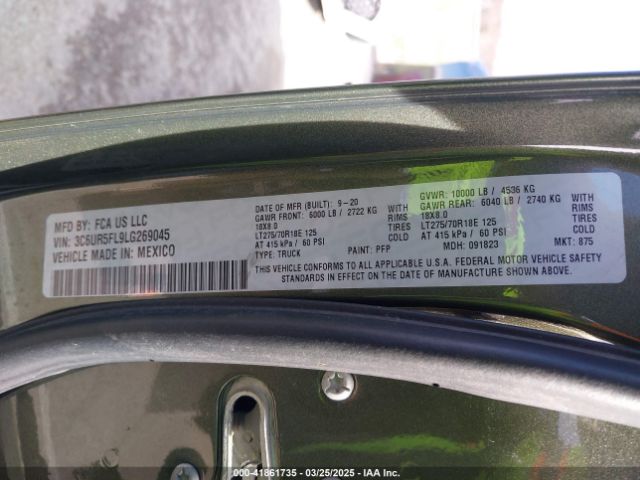 MFD BY: FCA US LLC
VIN: 3C6UR5FL9LG269045
VEHICLE MADE IN: MEXICO
DATE OF MFR (BUILT): 9-20 GVWR: 10000 LB / 4536 KG
GAWR FRONT: 6000 LB / 2722 KG WITH GAWR REAR: 6040 LB / 2740 KG WITH
18X8.0 RIMS 18X8.0 RIMS
LT275/70R18E 125 TIRES LT275/70R18E 125 TIRES
AT 415 kPa / 60 PSI COLD AT 415 kPa / 60 PSI COLD
TYPE: TRUCK PAINT: PFP MDH: 091823 MKT: 875
THIS VEHICLE CONFORMS TO ALL APPLICABLE U.S.A. FEDERAL MOTOR VEHICLE SAFETY
STANDARDS IN EFFECT ON THE DATE OF MANUFACTURE SHOWN ABOVE.
00-41861735 — 03/25/2025 — IAA Inc.